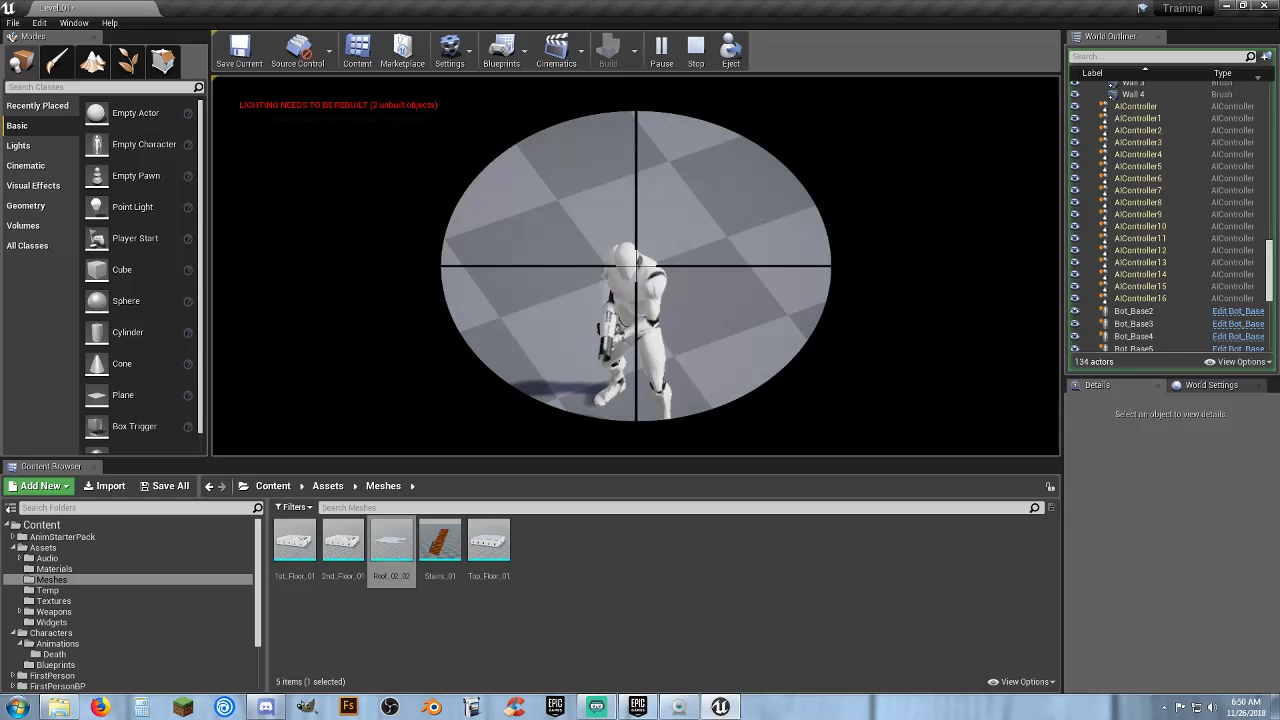 Level_01*
Training
File Edit Window Help
Modes
Search Classes
Recently Placed
Basic
Lights
Cinematic
Visual Effects
Geometry
Volumes
All Classes
Empty Actor
Empty Character
Empty Pawn
Point Light
Player Start
Cube
Sphere
Cylinder
Cone
Plane
Box Trigger
Save Current
Source Control
Content
Marketplace
Settings
Blueprints
Cinematics
Build
Pause
Stop
Eject
LIGHTING NEEDS TO BE REBUILT (2 unbuilt objects)
World Outliner
Search...
Label Type
Wall 3 Brush
Wall 4 Brush
AIController AIController
AIController1 AIController
AIController2 AIController
AIController3 AIController
AIController4 AIController
AIController5 AIController
AIController6 AIController
AIController7 AIController
AIController8 AIController
AIController9 AIController
AIController10 AIController
AIController11 AIController
AIController12 AIController
AIController13 AIController
AIController14 AIController
AIController15 AIController
AIController16 AIController
Bot_Base2 Edit Bot_Base
Bot_Base3 Edit Bot_Base
Bot_Base4 Edit Bot_Base
Bot_Base5 Edit Bot_Base
134 actors View Options
Details World Settings
Select an object to view details.
Content Browser
Add New Import Save All Content Assets Meshes
Search Folders
Filters Search Meshes
Content
AnimStarterPack
Assets
Audio
Materials
Meshes
Temp
Textures
Weapons
Widgets
Characters
Animations
Death
Blueprints
FirstPerson
FirstPersonBP
1st_Floor_01 2nd_Floor_01 Roof_02_02 Stairs_01 Top_Floor_01
5 items (1 selected) View Options
Fs
EPIC GAMES
EPIC GAMES
6:50 AM
11/26/2018